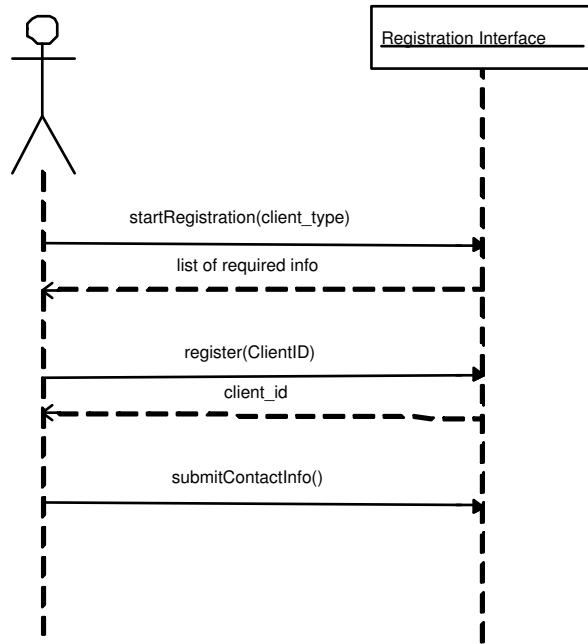 Registration Interface
startRegistration(client_type)
list of required info
register(ClientID)
client_id
submitContactInfo()